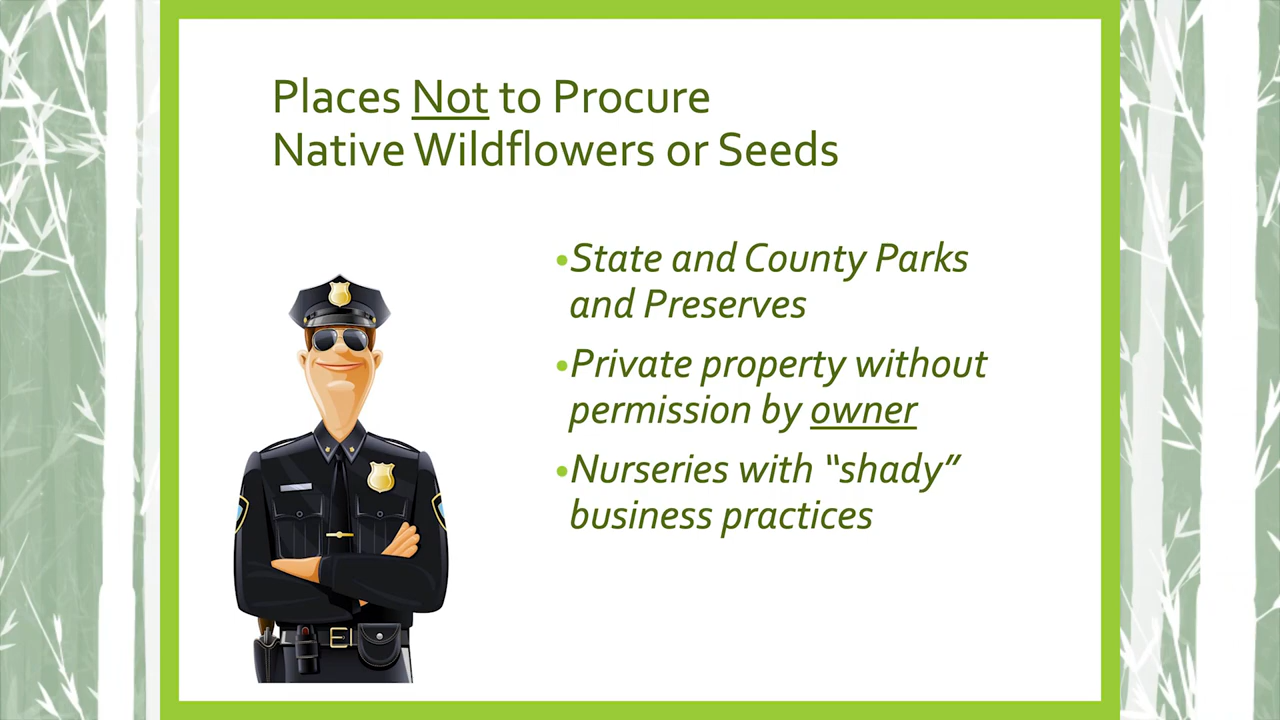 Places Not to Procure
Native Wildflowers or Seeds
•State and County Parks
and Preserves
•Private property without
permission by owner
•Nurseries with “shady”
business practices